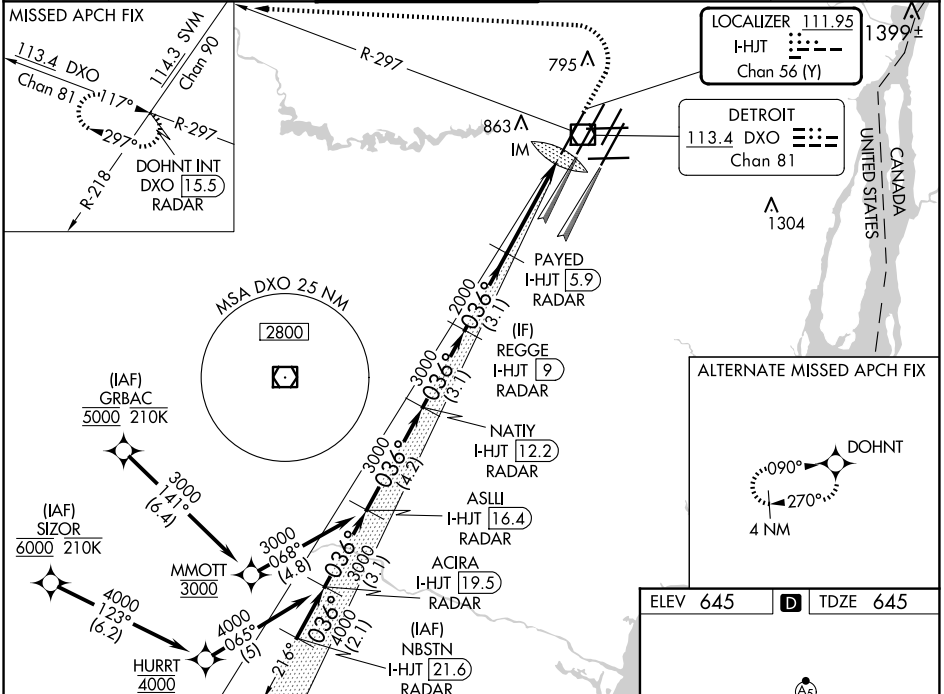 MISSED APCH FIX
113.4 DXO
Chan 81
114.3 SVM
Chan 90
117°
297°
R-297
R-218
DOHNT INT
DXO 15.5
RADAR
R-297
795
863
IM
LOCALIZER 111.95
I-HJT
Chan 56 (Y)
1399±
DETROIT
113.4 DXO
Chan 81
CANADA
UNITED STATES
1304
MSA DXO 25 NM
2800
PAYED
I-HJT 5.9
RADAR
2000
036°
(3.1)
(IF)
REGGE
I-HJT 9
RADAR
3000
036°
(3.1)
NATIY
I-HJT 12.2
RADAR
3000
036°
(4.2)
ASLLI
I-HJT 16.4
RADAR
036°
3000
(3.1)
ACIRA
I-HJT 19.5
RADAR
036°
4000
(2.1)
(IAF)
NBSTN
I-HJT 21.6
RADAR
216°
(IAF)
GRBAC
5000 210K
3000
141°
(6.4)
(IAF)
SIZOR
6000 210K
4000
123°
(6.2)
MMOTT
3000
3000
068°
(4.8)
HURRT
4000
4000
065°
(5)
ALTERNATE MISSED APCH FIX
DOHNT
090°
270°
4 NM
ELEV 645
D
TDZE 645
A5